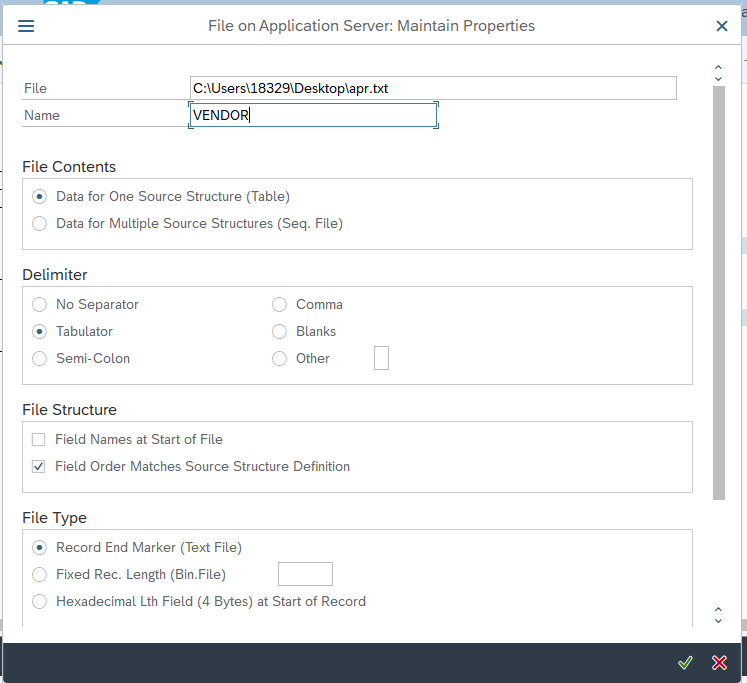 File on Application Server: Maintain Properties
File C:\Users\18329\Desktop\apr.txt
Name VENDOR
File Contents
Data for One Source Structure (Table)
Data for Multiple Source Structures (Seq. File)
Delimiter
No Separator Comma
Tabulator Blanks
Semi-Colon Other
File Structure
Field Names at Start of File
Field Order Matches Source Structure Definition
File Type
Record End Marker (Text File)
Fixed Rec. Length (Bin.File)
Hexadecimal Lth Field (4 Bytes) at Start of Record